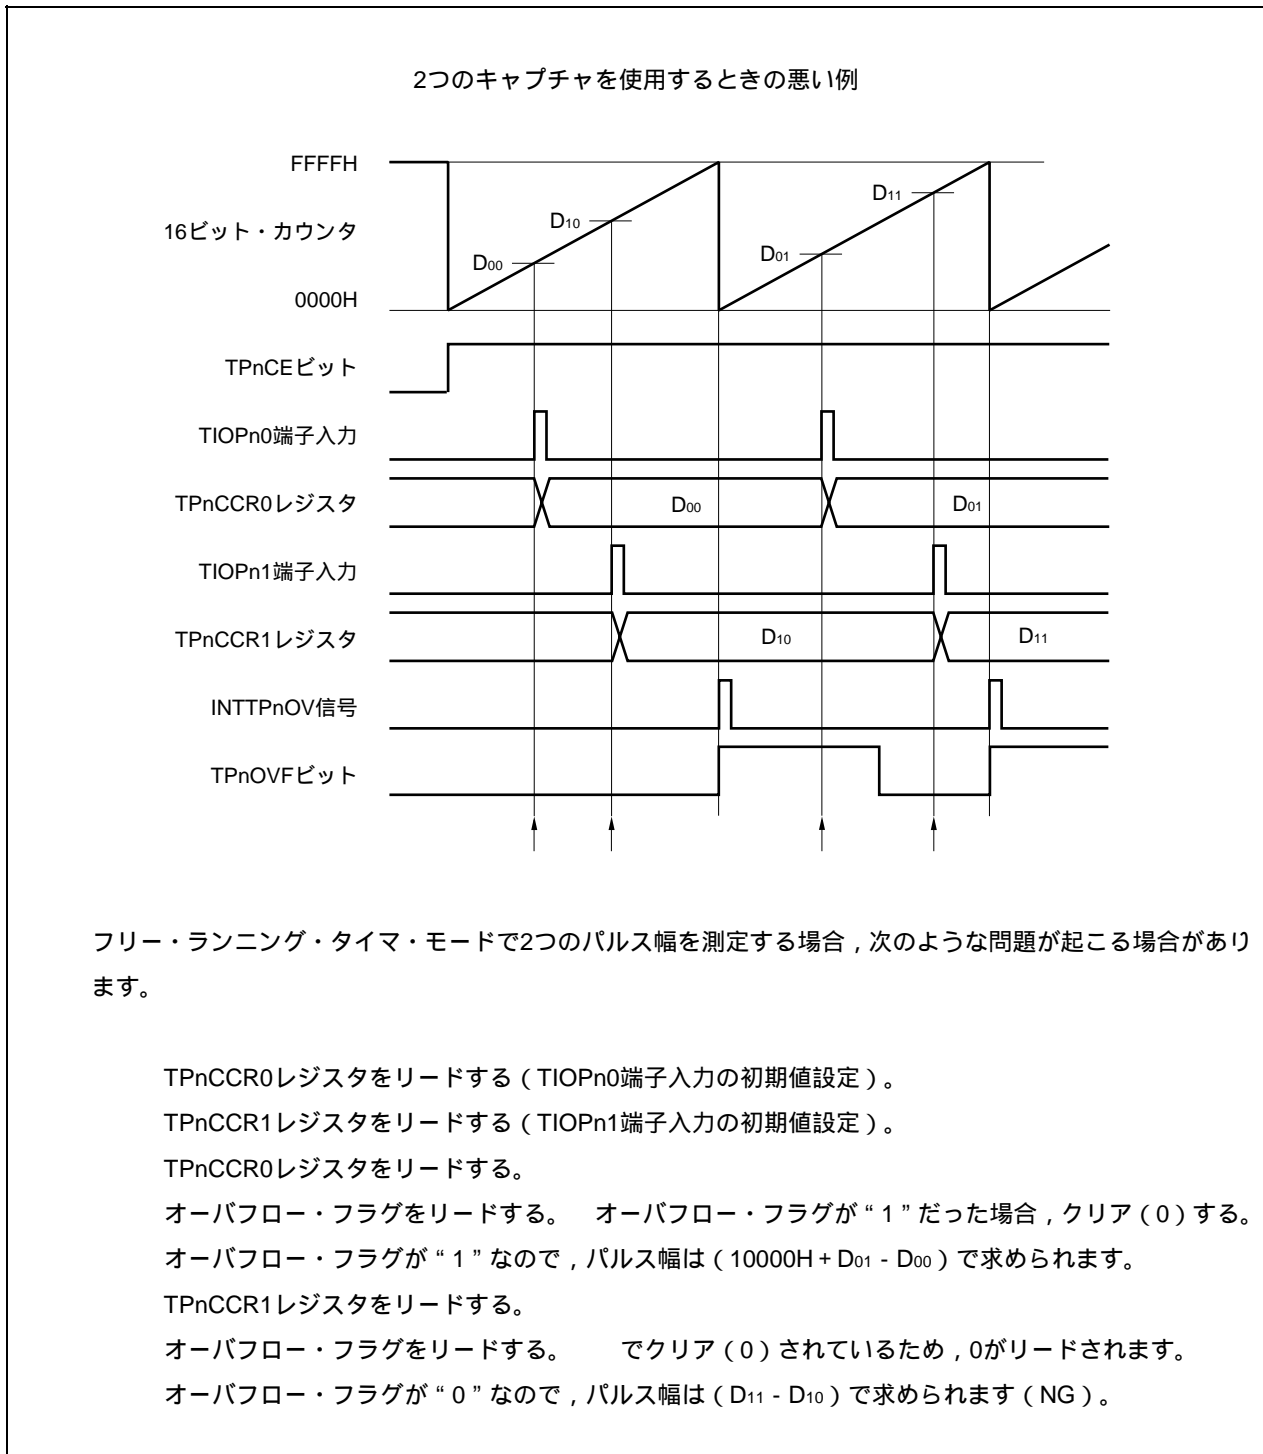 2つのキャプチャを使用するときの悪い例
FFFFH
16ビット・カウンタ
0000H
D00
D10
D01
D11
TPnCEビット
TIOPn0端子入力
TPnCCR0レジスタ
D00
D01
TIOPn1端子入力
TPnCCR1レジスタ
D10
D11
INTTPnOV信号
TPnOVFビット
フリー・ランニング・タイマ・モードで2つのパルス幅を測定する場合，次のような問題が起こる場合があり
ます。
TPnCCR0レジスタをリードする（TIOPn0端子入力の初期値設定）。
TPnCCR1レジスタをリードする（TIOPn1端子入力の初期値設定）。
TPnCCR0レジスタをリードする。
オーバフロー・フラグをリードする。　オーバフロー・フラグが“1”だった場合，クリア（0）する。
オーバフロー・フラグが“1”なので，パルス幅は（10000H + D01 - D00）で求められます。
TPnCCR1レジスタをリードする。
オーバフロー・フラグをリードする。　　でクリア（0）されているため，0がリードされます。
オーバフロー・フラグが“0”なので，パルス幅は（D11 - D10）で求められます（NG）。